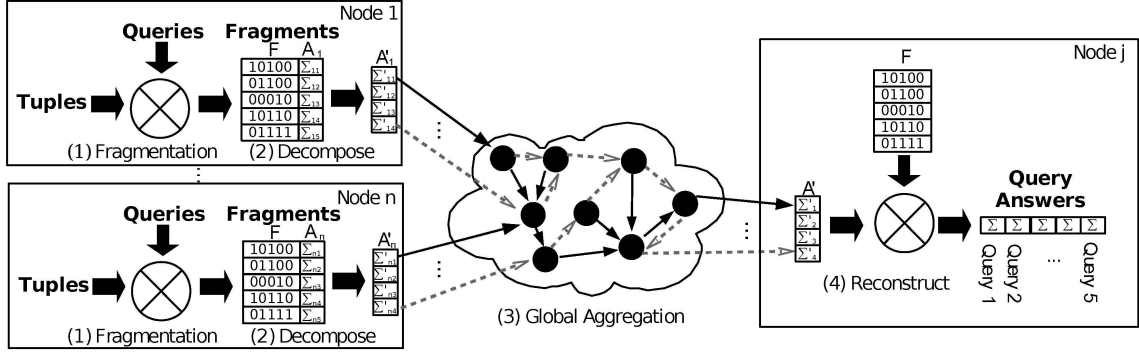 Node 1
Queries
Fragments
F A1
A'1
Tuples
10100 Σ11
01100 Σ12
00010 Σ13
10110 Σ14
01111 Σ15
Σ'11
Σ'12
Σ'13
Σ'14
(1) Fragmentation
(2) Decompose
...
...
Node n
Queries
Fragments
F An
A'n
Tuples
10100 Σn1
01100 Σn2
00010 Σn3
10110 Σn4
01111 Σn5
Σ'n1
Σ'n2
Σ'n3
Σ'n4
(1) Fragmentation
(2) Decompose
...
(3) Global Aggregation
...
Node j
F
10100
01100
00010
10110
01111
A'
Σ'1
Σ'2
Σ'3
Σ'4
(4) Reconstruct
Query
Answers
Σ Σ Σ Σ Σ
Query 1
Query 2
...
Query 5